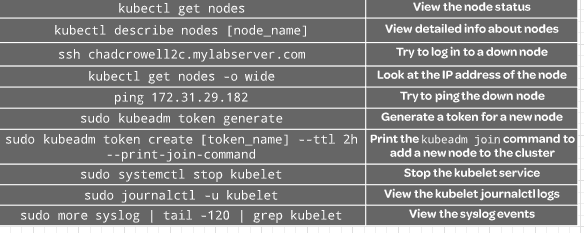 kubectl get nodes View the node status
kubectl describe nodes [node_name] View detailed info about nodes
ssh chadcrowell2c.mylabserver.com Try to log in to a down node
kubectl get nodes -o wide Look at the IP address of the node
ping 172.31.29.182 Try to ping the down node
sudo kubeadm token generate Generate a token for a new node
sudo kubeadm token create [token_name] --ttl 2h Print the kubeadm join command to
--print-join-command add a new node to the cluster
sudo systemctl stop kubelet Stop the kubelet service
sudo journalctl -u kubelet View the kubelet journalctl logs
sudo more syslog | tail -120 | grep kubelet View the syslog events